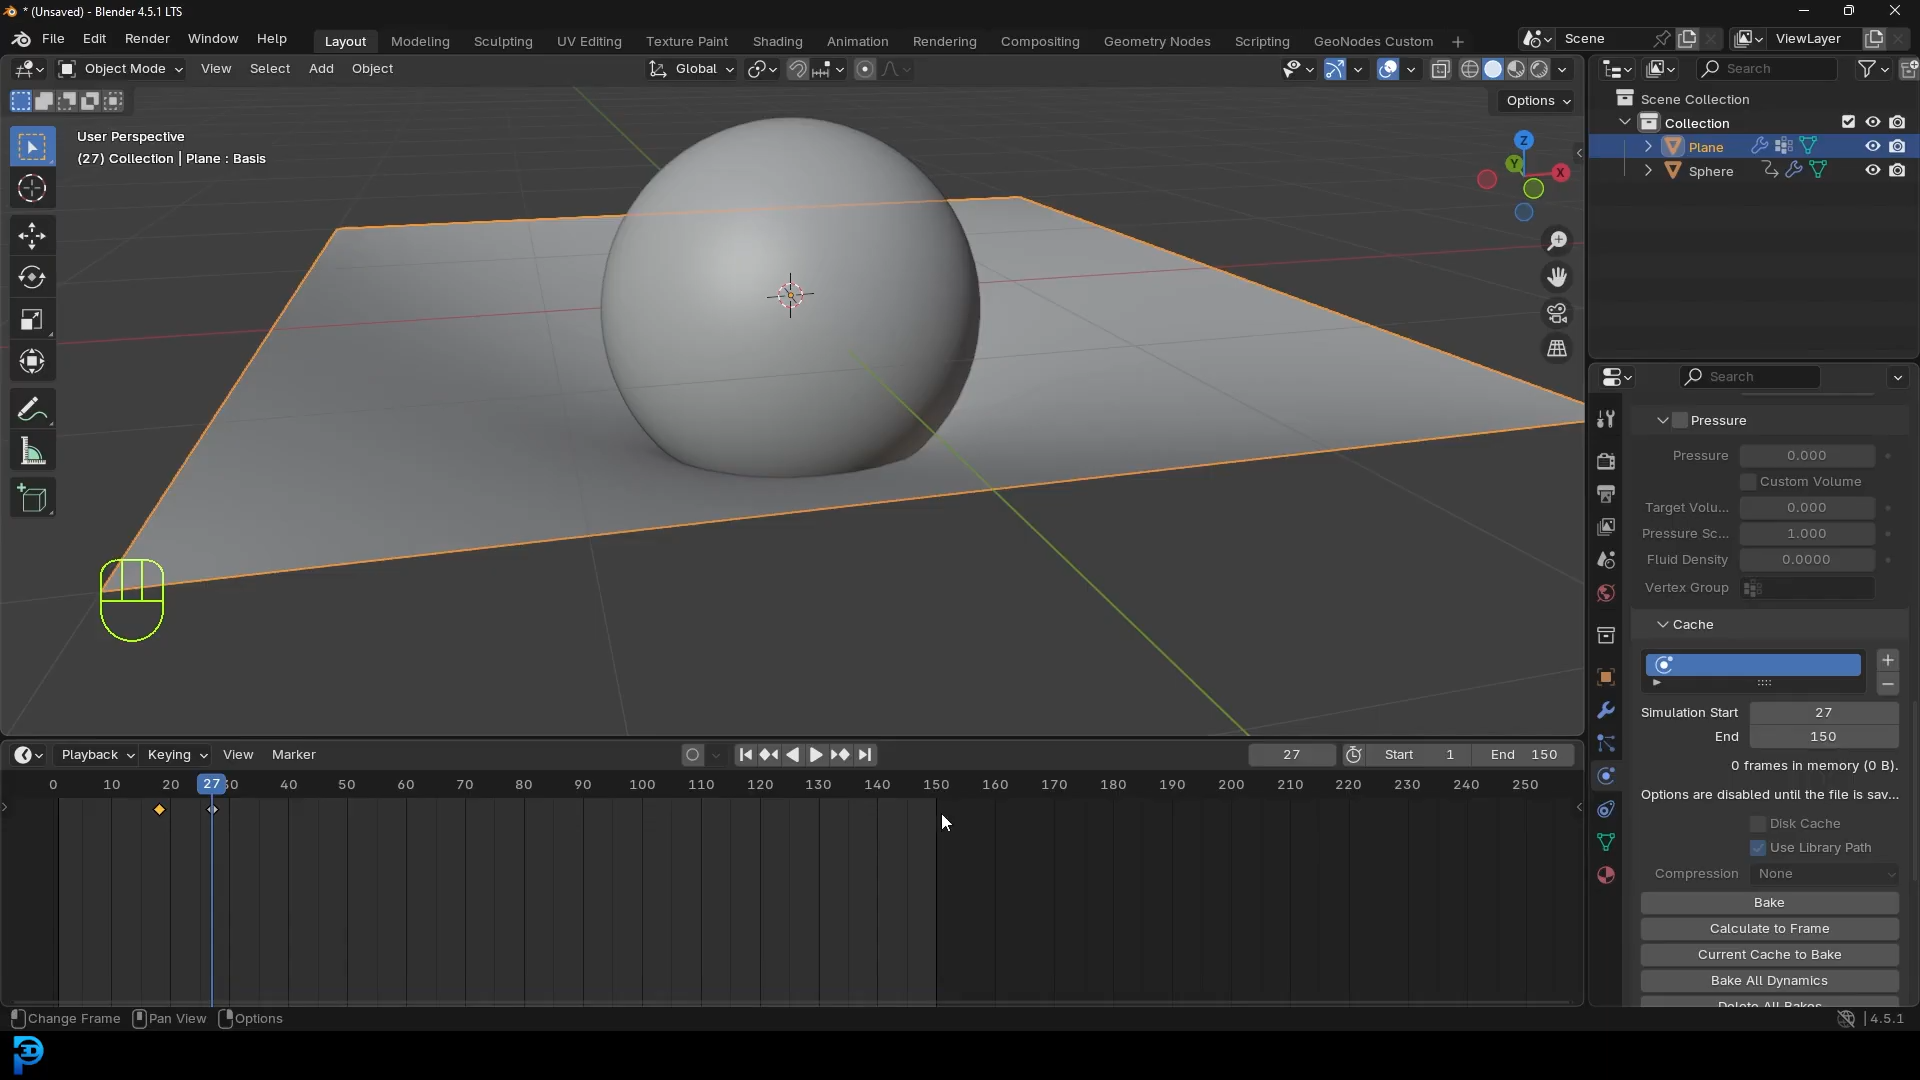 * (Unsaved) - Blender 4.5.1 LTS
File Edit Render Window Help Layout Modeling Sculpting UV Editing Texture Paint Shading Animation Rendering Compositing Geometry Nodes Scripting GeoNodes Custom + Scene ViewLayer
Object Mode View Select Add Object Global Search
Options
User Perspective
(27) Collection | Plane : Basis
Z
Y
X
Scene Collection
Collection
Plane
Sphere
Search
Pressure
Pressure 0.000
Custom Volume
Target Volu... 0.000
Pressure Sc... 1.000
Fluid Density 0.0000
Vertex Group
Cache
Simulation Start 27
End 150
0 frames in memory (0 B).
Options are disabled until the file is sav...
Disk Cache
Use Library Path
Compression None
Bake
Calculate to Frame
Current Cache to Bake
Bake All Dynamics
Delete All Bakes
Playback Keying View Marker 27 Start 1 End 150
0 10 20 27 30 40 50 60 70 80 90 100 110 120 130 140 150 160 170 180 190 200 210 220 230 240 250
Change Frame Pan View Options 4.5.1